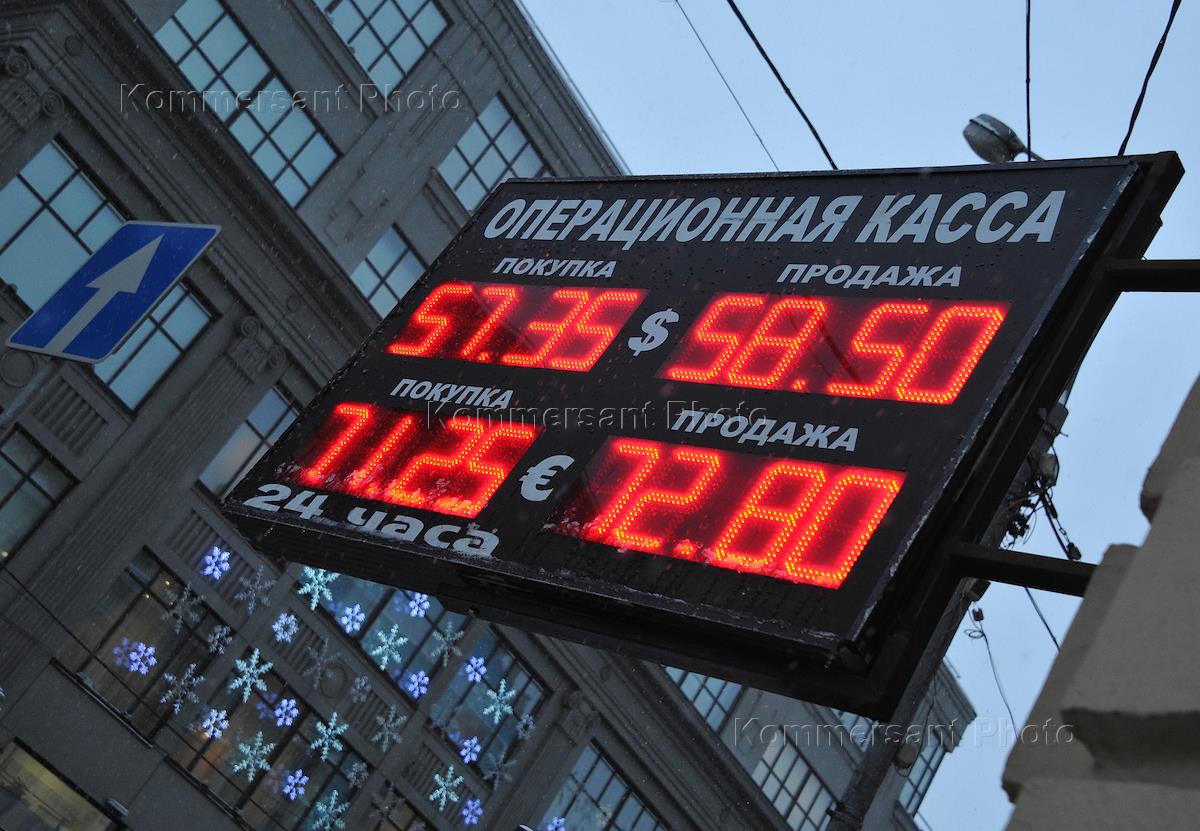 Kommersant Photo
ОПЕРАЦИОННАЯ КАССА
ПОКУПКА ПРОДАЖА
57.35 $ 58.50
ПОКУПКА ПРОДАЖА
Kommersant Photo
71.25 € 72.80
24 часа
Kommersant Photo